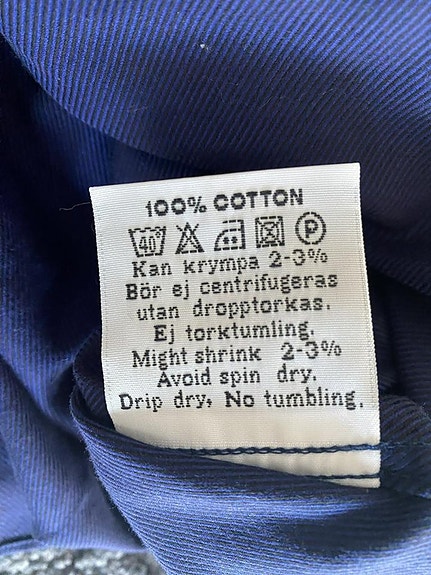 100% COTTON
40° P
Kan krympa 2-3%
Bör ej centrifugeras
utan dropptorkas.
Ej torktumling.
Might shrink 2-3%
Avoid spin dry.
Drip dry, No tumbling.